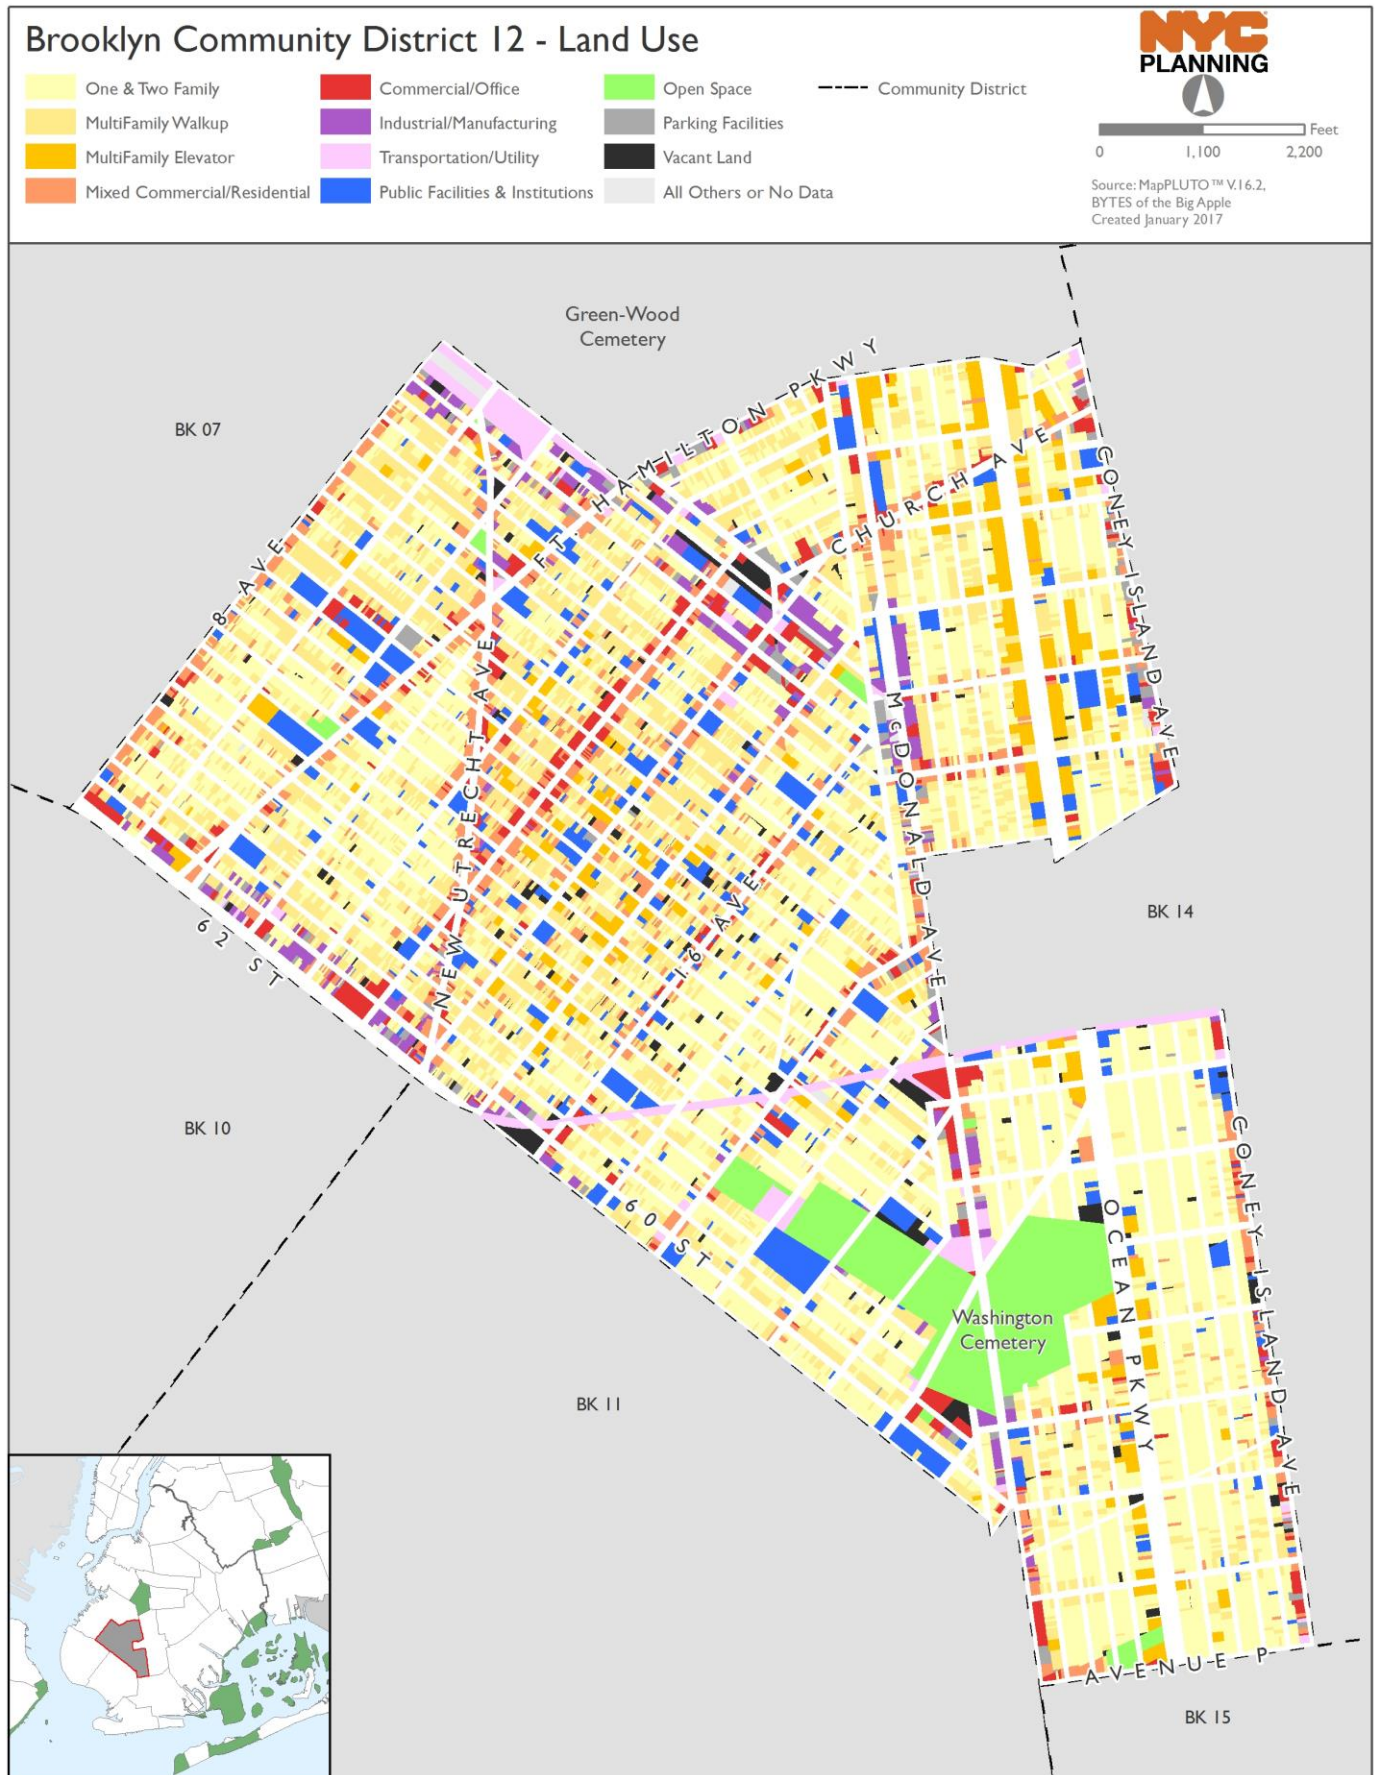 Brooklyn Community District 12 - Land Use
NYC
PLANNING
One & Two Family
MultiFamily Walkup
MultiFamily Elevator
Mixed Commercial/Residential
Commercial/Office
Industrial/Manufacturing
Transportation/Utility
Public Facilities & Institutions
Open Space
Parking Facilities
Vacant Land
All Others or No Data
Community District
Feet
0 1,100 2,200
Source: MapPLUTO™ V.16.2,
BYTES of the Big Apple
Created January 2017
Green-Wood
Cemetery
BK 07
FT. HAMILTON PKWY
CHURCH AVE
CONEY ISLAND AVE
8 AVE
NEW UTRECHT AVE
McDONALD AVE
16 AVE
62 ST
BK 14
BK 10
60 ST
CONEY ISLAND AVE
OCEAN PKWY
Washington
Cemetery
BK 11
AVENUE P
BK 15